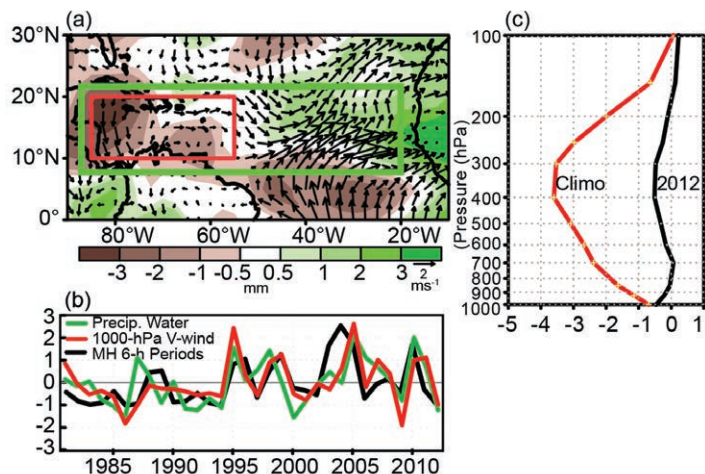 (a)
30°N
20°N
10°N
0°
80°W 60°W 40°W 20°W
-3 -2 -1 -0.5 0.5 1 2 3
mm
2
ms-1
(b)
3
2
1
0
-1
-2
-3
Precip. Water
1000-hPa V-wind
MH 6-h Periods
1985 1990 1995 2000 2005 2010
(c)
100
200
300
400
500
600
700
800
900
1000
(Pressure (hPa)
Climo
2012
-5 -4 -3 -2 -1 0 1